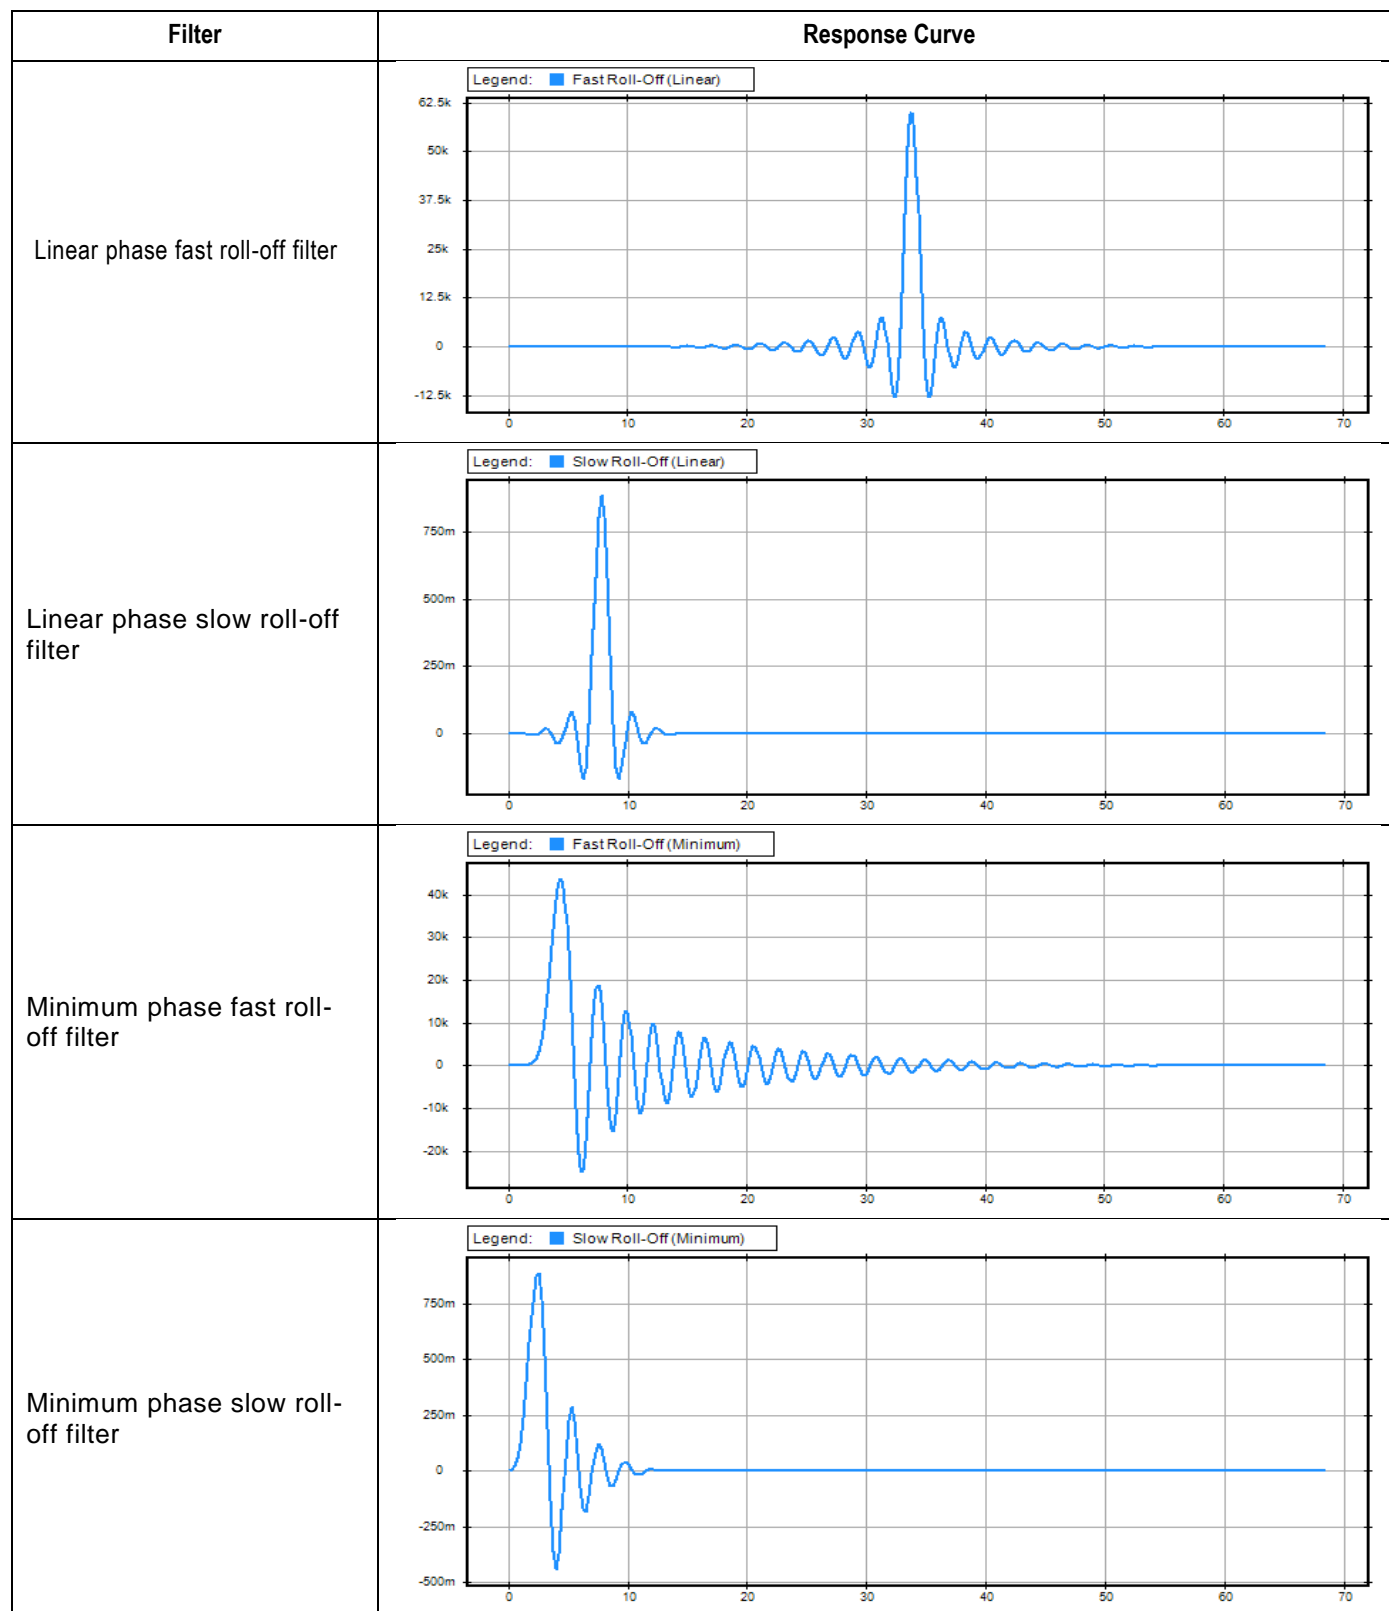 Filter
Response Curve
Linear phase fast roll-off filter
Legend: Fast Roll-Off (Linear)
62.5k
50k
37.5k
25k
12.5k
0
-12.5k
0 10 20 30 40 50 60 70
Linear phase slow roll-off
filter
Legend: Slow Roll-Off (Linear)
750m
500m
250m
0
0 10 20 30 40 50 60 70
Minimum phase fast roll-
off filter
Legend: Fast Roll-Off (Minimum)
40k
30k
20k
10k
0
-10k
-20k
0 10 20 30 40 50 60 70
Minimum phase slow roll-
off filter
Legend: Slow Roll-Off (Minimum)
750m
500m
250m
0
-250m
-500m
0 10 20 30 40 50 60 70